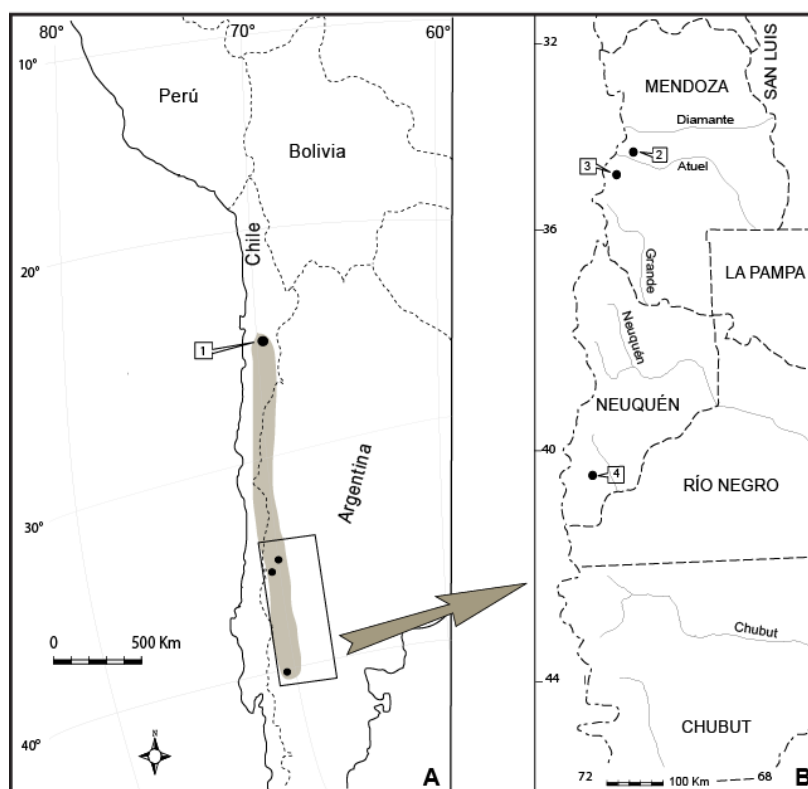 80°
70°
60°
10°
Perú
Bolivia
Chile
20°
1
Argentina
30°
0 500 Km
40°
N
A
32
SAN LUIS
MENDOZA
Diamante
2
3
Atuel
36
Grande
LA PAMPA
Neuquén
NEUQUÉN
40
4
RÍO NEGRO
Chubut
44
CHUBUT
72 100 Km 68
B